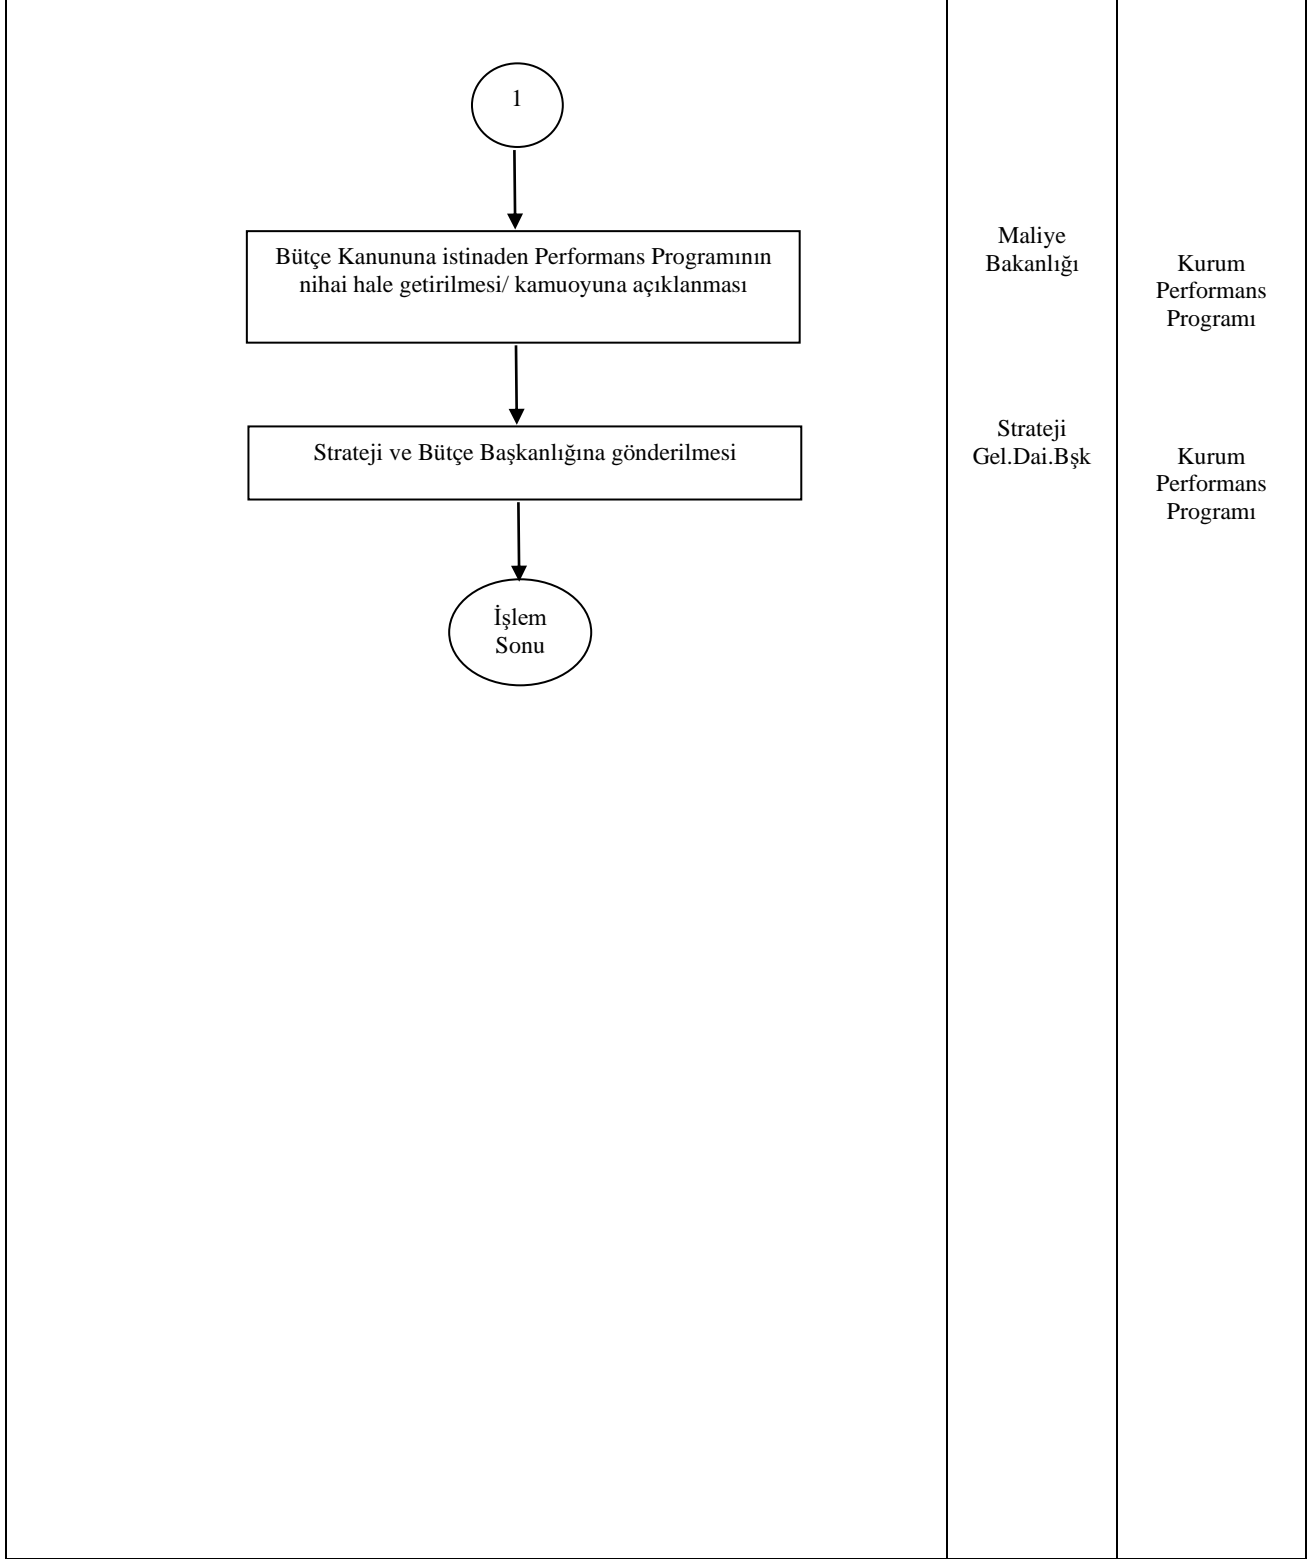 1
Bütçe Kanununa istinaden Performans Programının
nihai hale getirilmesi/ kamuoyuna açıklanması
Maliye
Bakanlığı
Kurum
Performans
Programı
Strateji ve Bütçe Başkanlığına gönderilmesi
Strateji
Gel.Dai.Bşk
Kurum
Performans
Programı
İşlem
Sonu